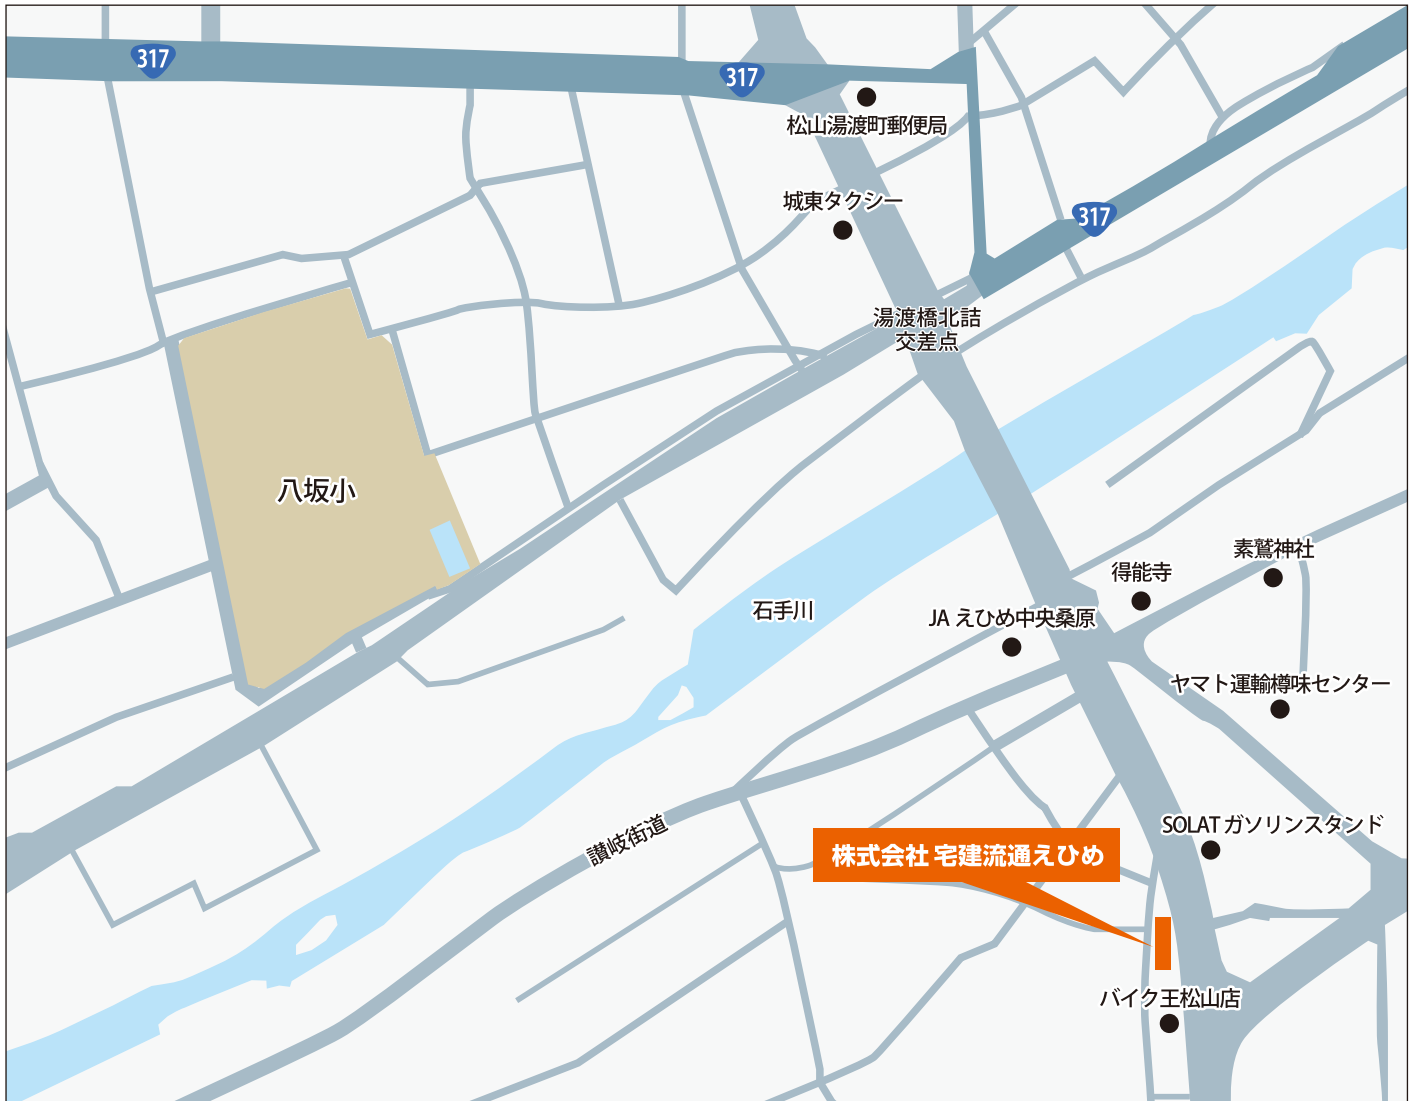 317
317
松山湯渡町郵便局
城東タクシー
317
湯渡橋北詰
交差点
八坂小
素鵞神社
得能寺
石手川
JA えひめ中央桑原
ヤマト運輸樽味センター
SOLAT ガソリンスタンド
讃岐街道
株式会社 宅建流通えひめ
バイク王松山店